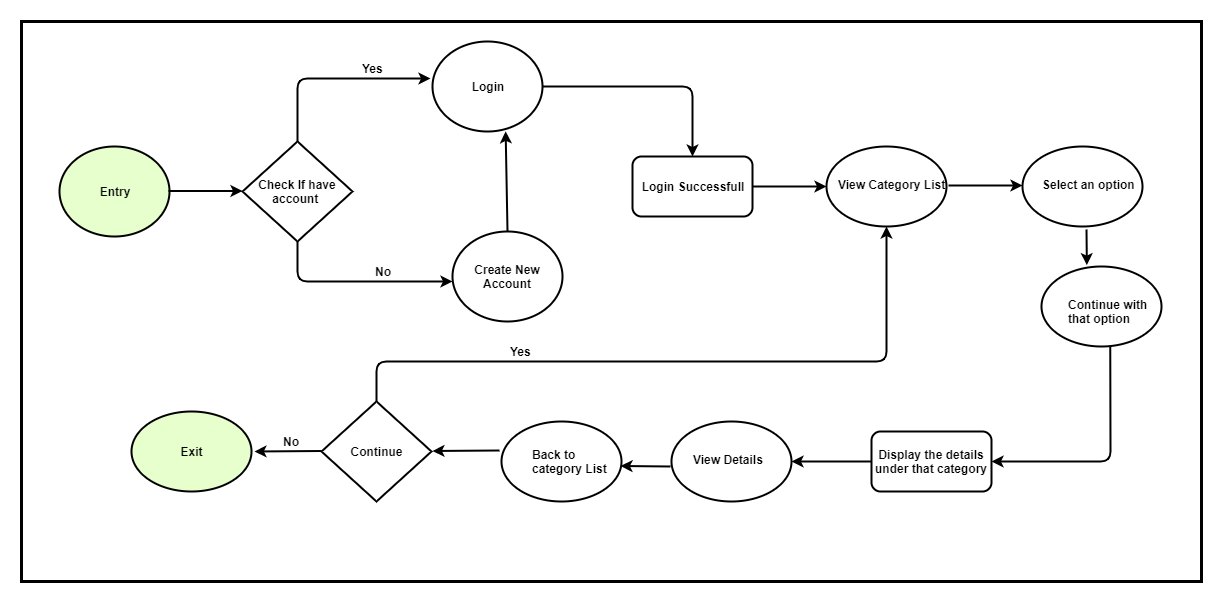 Yes
Login
Entry
Check If have
account
Login Successfull
View Category List
Select an option
No
Create New
Account
Continue with
that option
Yes
Exit
No
Continue
Back to
category List
View Details
Display the details
under that category